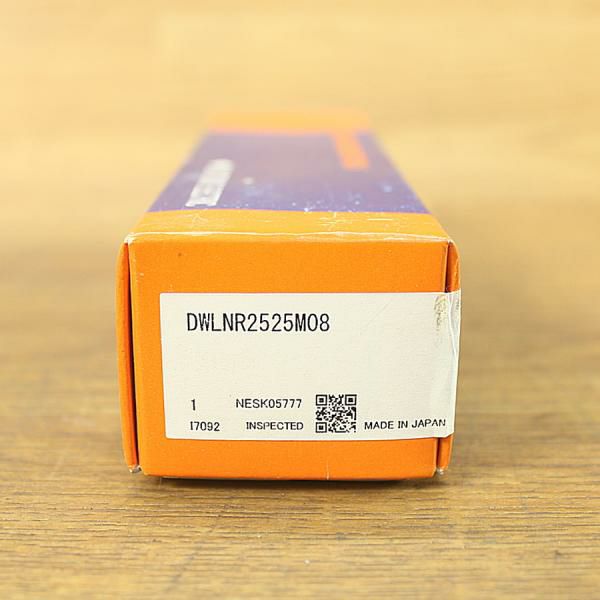 DWLNR2525M08
1 NESK05777
I7092 INSPECTED MADE IN JAPAN